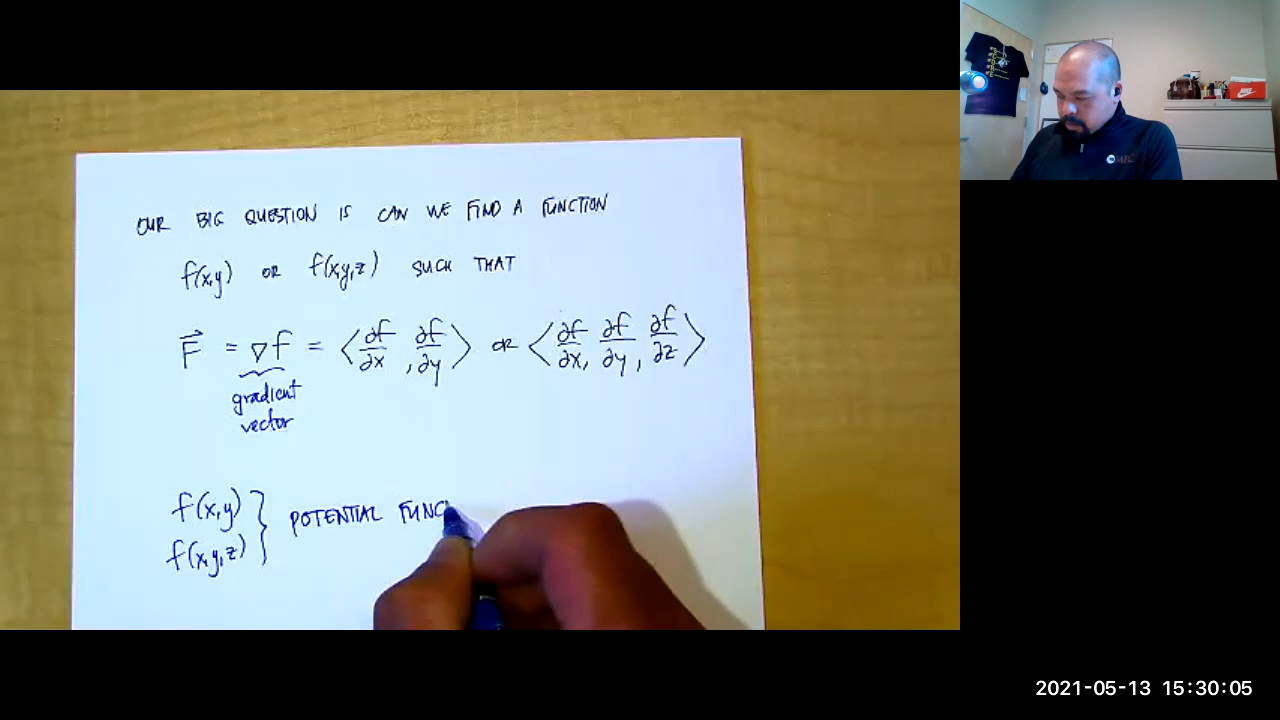 OUR BIG QUESTION IS CAN WE FIND A FUNCTION
f(x,y) OR f(x,y,z) SUCH THAT
F⃗ = ∇f = ⟨∂f/∂x, ∂f/∂y⟩ OR ⟨∂f/∂x, ∂f/∂y, ∂f/∂z⟩
gradient
vector
f(x,y)
f(x,y,z) } POTENTIAL FUNC
2021-05-13 15:30:05